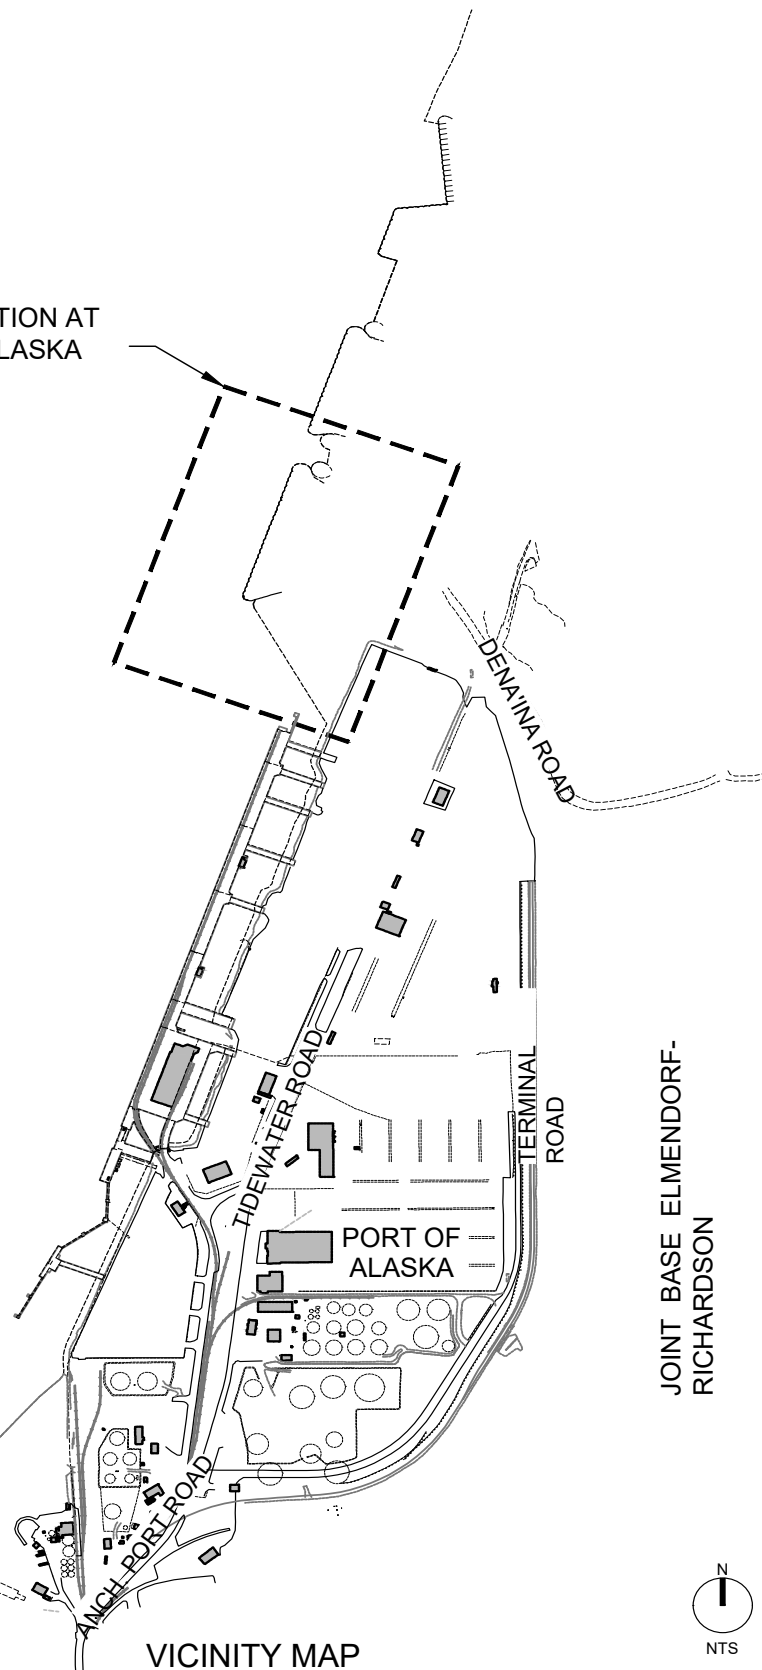 TION AT
LASKA
DENA'INA ROAD
TIDEWATER ROAD
TERMINAL
ROAD
JOINT BASE ELMENDORF-
RICHARDSON
PORT OF
ALASKA
ANCH. PORT ROAD
N
NTS
VICINITY MAP